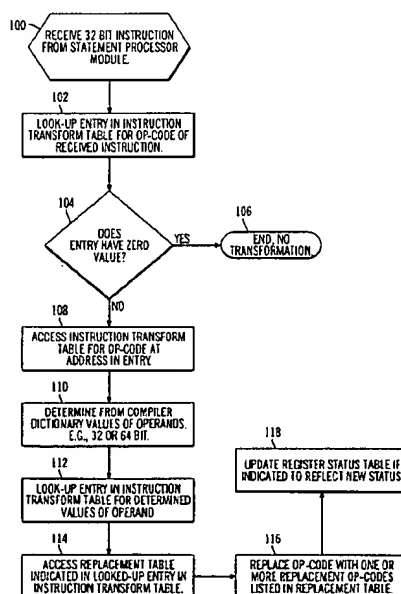 100
RECEIVE 32 BIT INSTRUCTION
FROM STATEMENT PROCESSOR
MODULE.
102
LOOK-UP ENTRY IN INSTRUCTION
TRANSFORM TABLE FOR OP-CODE OF
RECEIVED INSTRUCTION.
104
DOES
ENTRY HAVE ZERO
VALUE?
YES
106
END, NO
TRANSFORMATION.
NO
108
ACCESS INSTRUCTION TRANSFORM
TABLE FOR OP-CODE AT
ADDRESS IN ENTRY.
110
DETERMINE FROM COMPILER
DICTIONARY VALUES OF OPERANDS.
E.G., 32 OR 64 BIT.
112
LOOK-UP ENTRY IN INSTRUCTION
TRANSFORM TABLE FOR DETERMINED
VALUES OF OPERAND
114
ACCESS REPLACEMENT TABLE
INDICATED IN LOOKED-UP ENTRY IN
INSTRUCTION TRANSFORM TABLE.
116
REPLACE OP-CODE WITH ONE OR
MORE REPLACEMENT OP-CODES
LISTED IN REPLACEMENT TABLE.
118
UPDATE REGISTER STATUS TABLE IF
INDICATED TO REFLECT NEW STATUS.